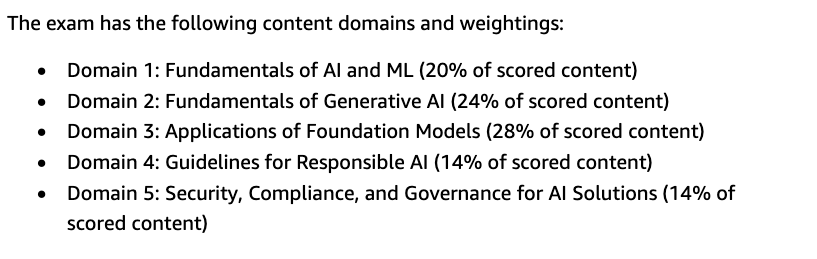 The exam has the following content domains and weightings:
• Domain 1: Fundamentals of AI and ML (20% of scored content)
• Domain 2: Fundamentals of Generative AI (24% of scored content)
• Domain 3: Applications of Foundation Models (28% of scored content)
• Domain 4: Guidelines for Responsible AI (14% of scored content)
• Domain 5: Security, Compliance, and Governance for AI Solutions (14% of
scored content)